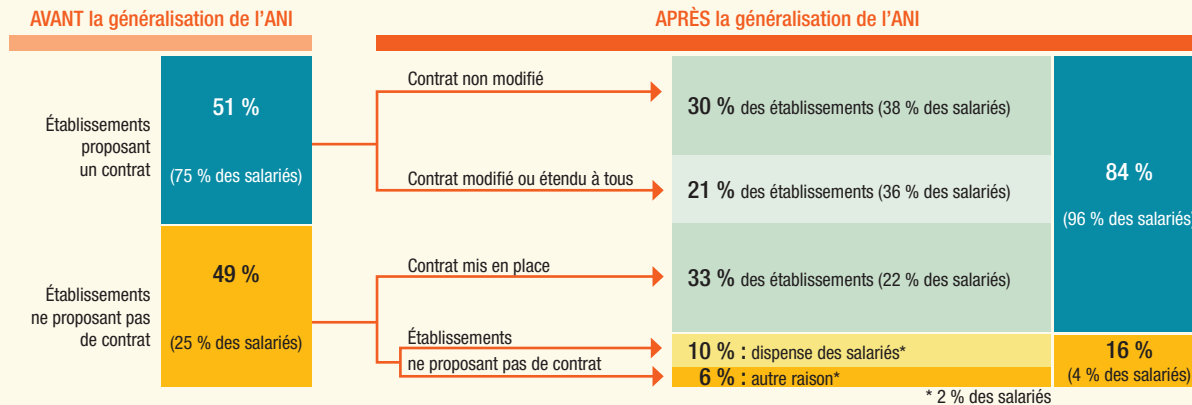 AVANT la généralisation de l’ANI
APRÈS la généralisation de l’ANI
Établissements
proposant
un contrat
51 %
(75 % des salariés)
Établissements
ne proposant pas
de contrat
49 %
(25 % des salariés)
Contrat non modifié
30 % des établissements (38 % des salariés)
Contrat modifié ou étendu à tous
21 % des établissements (36 % des salariés)
Contrat mis en place
33 % des établissements (22 % des salariés)
Établissements
ne proposant pas de contrat
10 % : dispense des salariés*
6 % : autre raison*
84 %
(96 % des salariés)
16 %
(4 % des salariés)
* 2 % des salariés